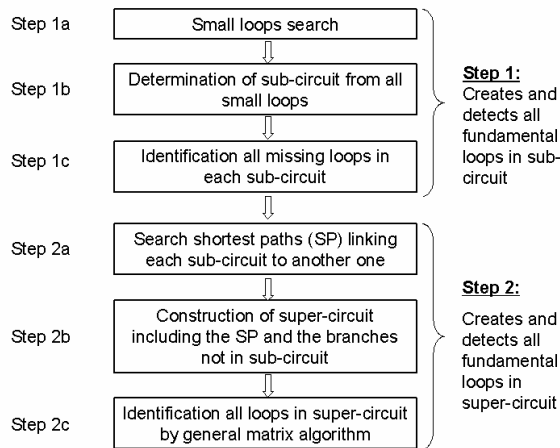 Step 1a
Small loops search
Step 1b
Determination of sub-circuit from all
small loops
Step 1c
Identification all missing loops in
each sub-circuit
Step 1:
Creates and
detects all
fundamental
loops in sub-
circuit
Step 2a
Search shortest paths (SP) linking
each sub-circuit to another one
Step 2b
Construction of super-circuit
including the SP and the branches
not in sub-circuit
Step 2c
Identification all loops in super-circuit
by general matrix algorithm
Step 2:
Creates and
detects all
fundamental
loops in
super-circuit